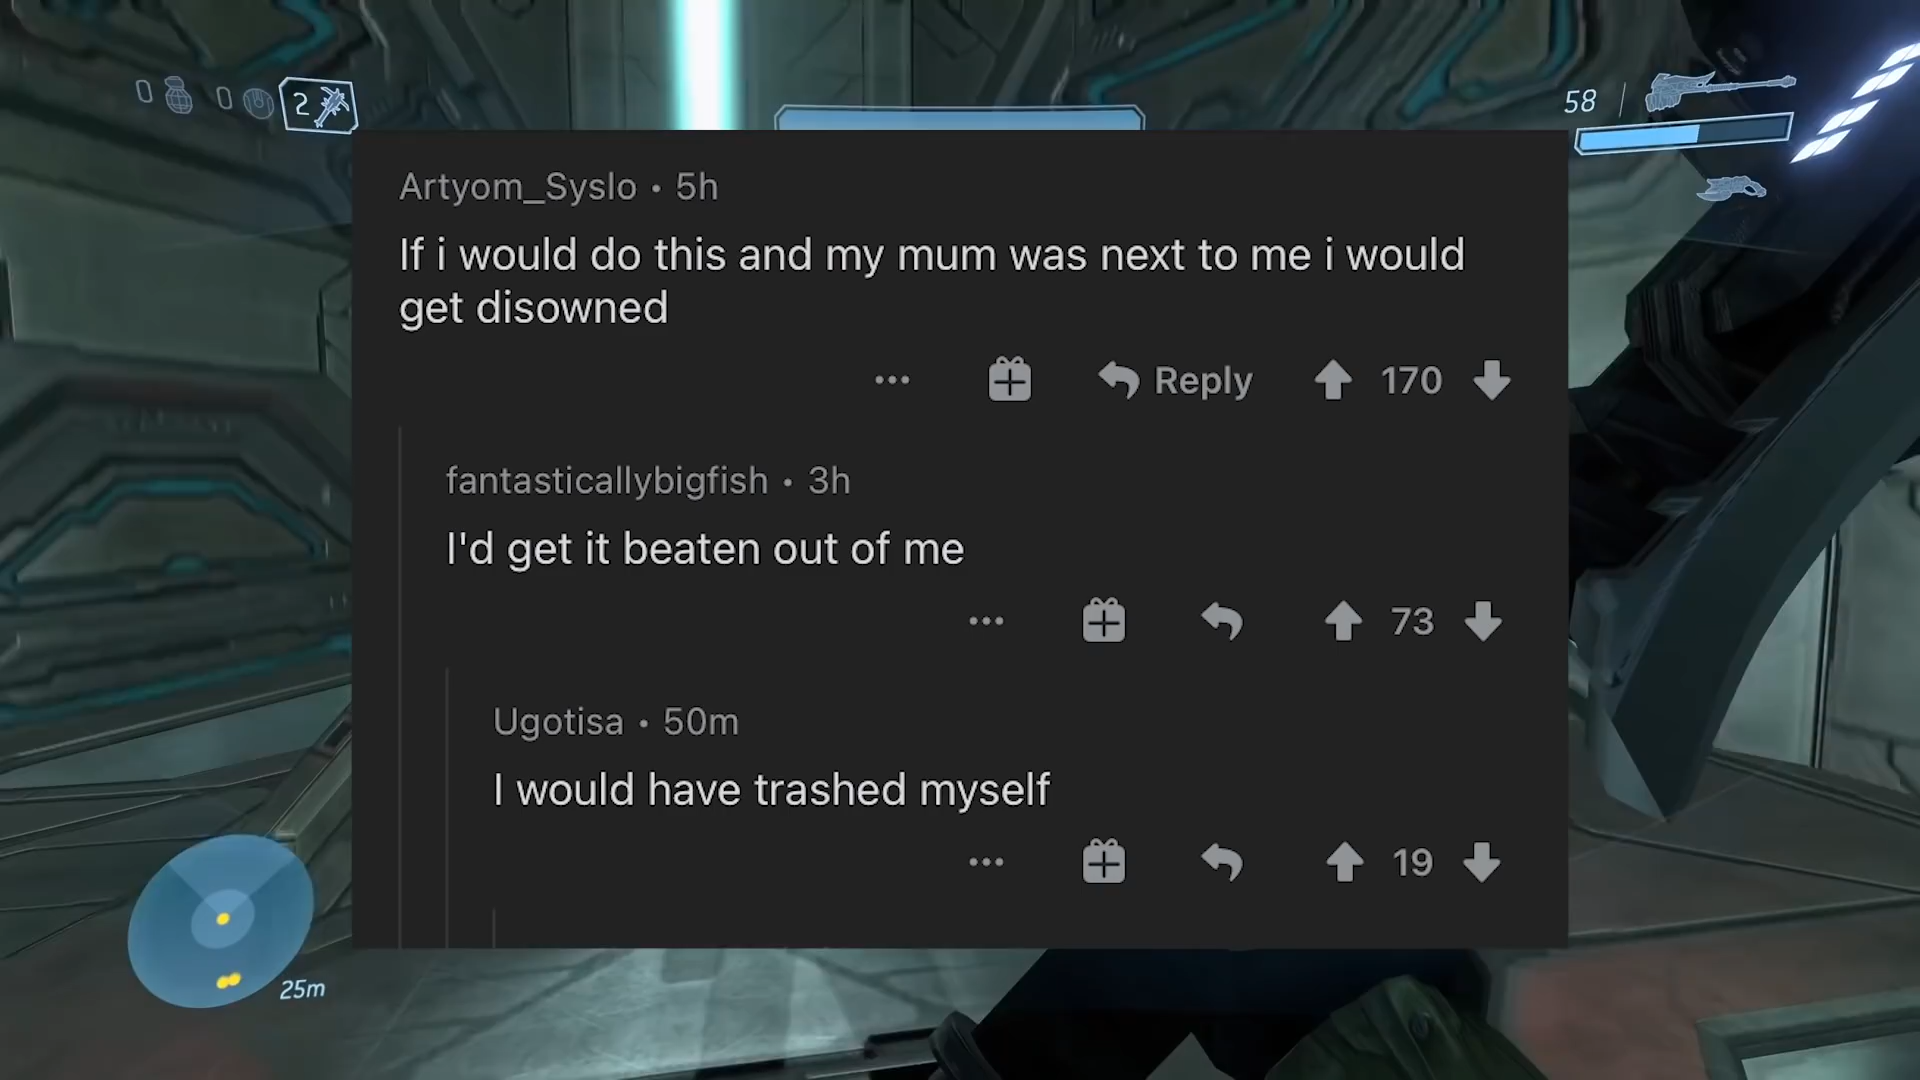 0 0 2
58
Artyom_Syslo • 5h
If i would do this and my mum was next to me i would
get disowned
Reply 170
fantasticallybigfish • 3h
I'd get it beaten out of me
73
Ugotisa • 50m
I would have trashed myself
19
25m